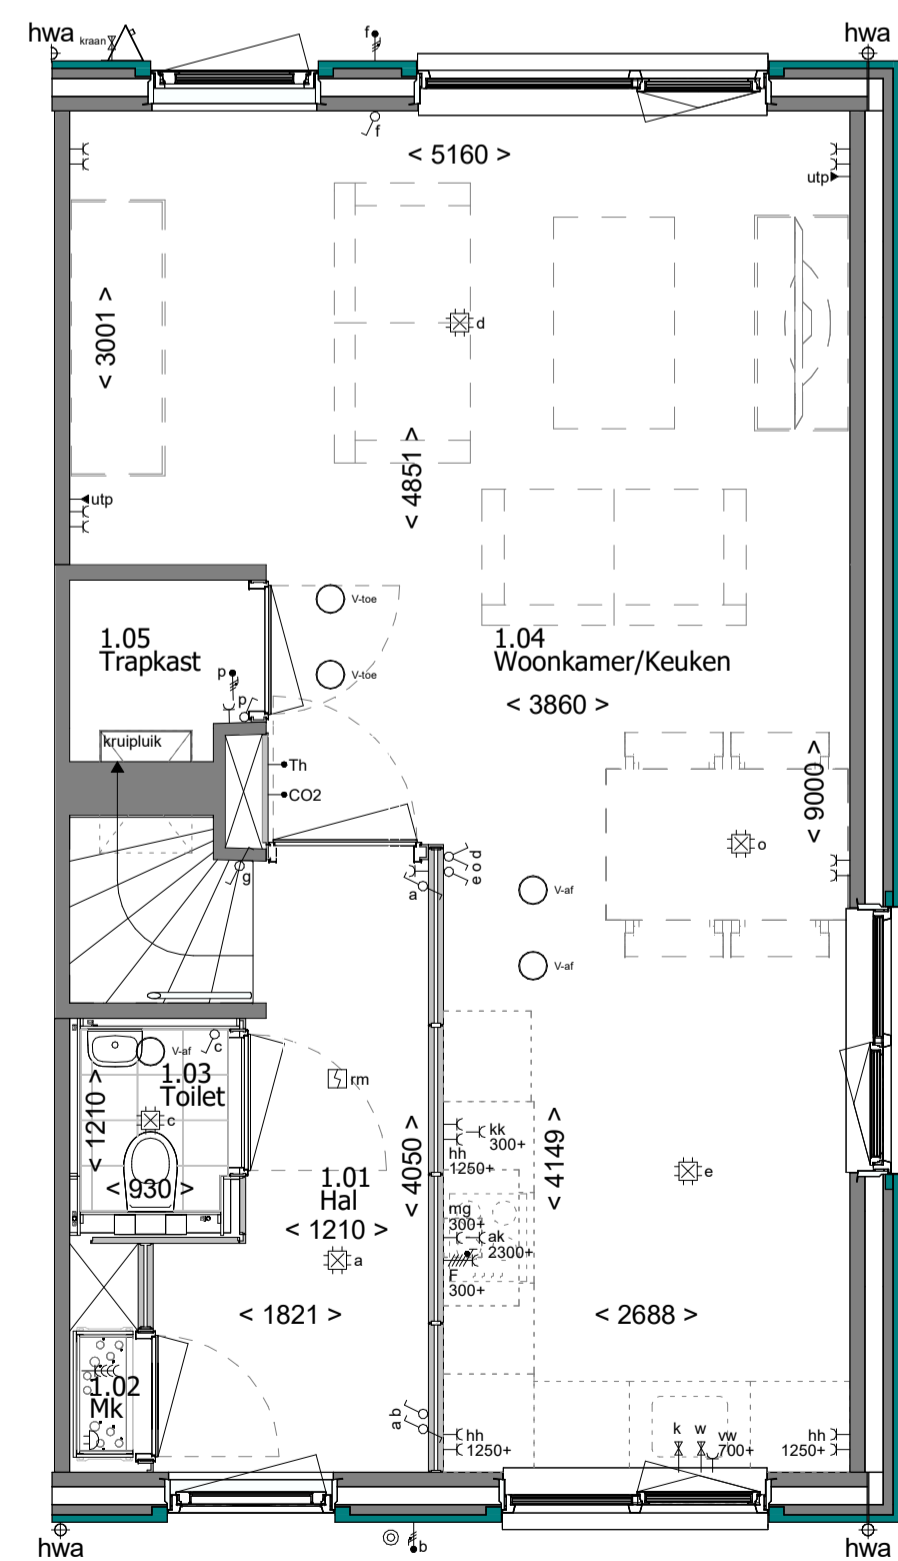 hwa
kraan
f
hwa
f
< 5160 >
utp
< 3001 >
d
< 4851 >
utp
V-toe
1.05
Trapkast
1.04
Woonkamer/Keuken
p
V-toe
p
< 3860 >
kruipluik
Th
CO2
< 9000 >
o
g
a
e o d
V-af
V-af
c
V-af
1.03
Toilet
rm
< 1210 >
c
kk
300+
hh
1250+
< 4050 >
< 4149 >
e
< 930 >
1.01
Hal
< 1210 >
mg
300+
ak
2300+
a
F
300+
< 1821 >
< 2688 >
1.02
Mk
a b
hh
1250+
k
w
vw
700+
hh
1250+
hwa
b
hwa